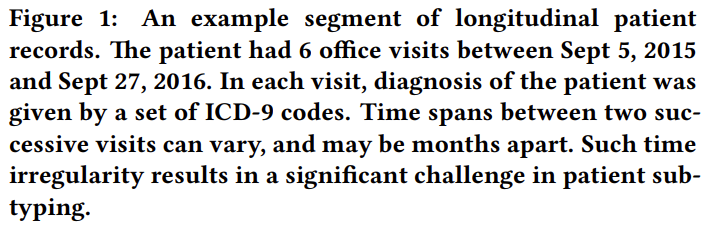 Figure 1: An example segment of longitudinal patient
records. The patient had 6 office visits between Sept 5, 2015
and Sept 27, 2016. In each visit, diagnosis of the patient was
given by a set of ICD-9 codes. Time spans between two suc-
cessive visits can vary, and may be months apart. Such time
irregularity results in a significant challenge in patient sub-
typing.